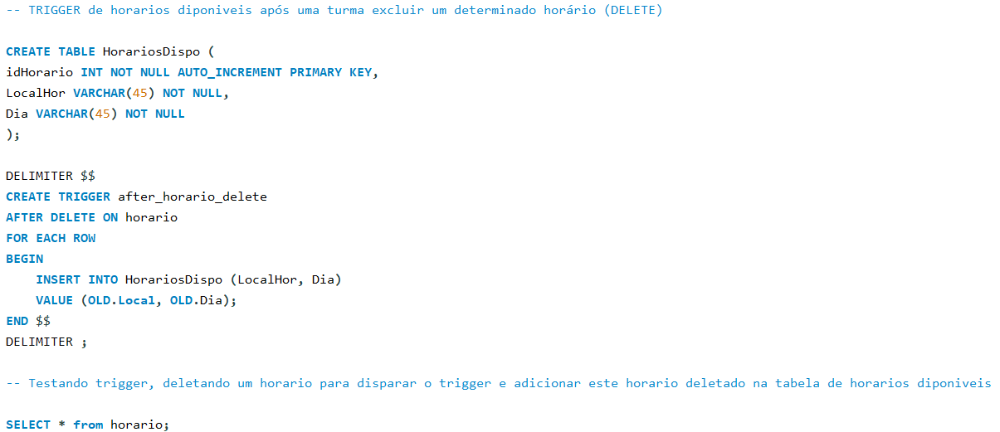 -- TRIGGER de horarios diponiveis após uma turma excluir um determinado horário (DELETE)
CREATE TABLE HorariosDispo (
idHorario INT NOT NULL AUTO_INCREMENT PRIMARY KEY,
LocalHor VARCHAR(45) NOT NULL,
Dia VARCHAR(45) NOT NULL
);
DELIMITER $$
CREATE TRIGGER after_horario_delete
AFTER DELETE ON horario
FOR EACH ROW
BEGIN
    INSERT INTO HorariosDispo (LocalHor, Dia)
    VALUE (OLD.Local, OLD.Dia);
END $$
DELIMITER ;
-- Testando trigger, deletando um horario para disparar o trigger e adicionar este horario deletado na tabela de horarios diponiveis
SELECT * from horario;